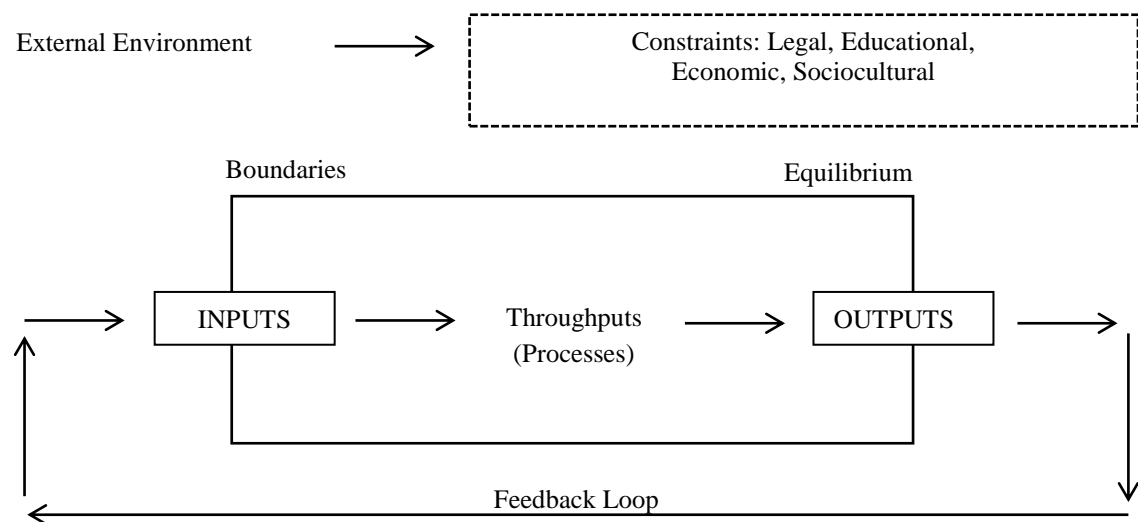 External Environment
Constraints: Legal, Educational,
Economic, Sociocultural
Boundaries
Equilibrium
INPUTS
Throughputs
(Processes)
OUTPUTS
Feedback Loop